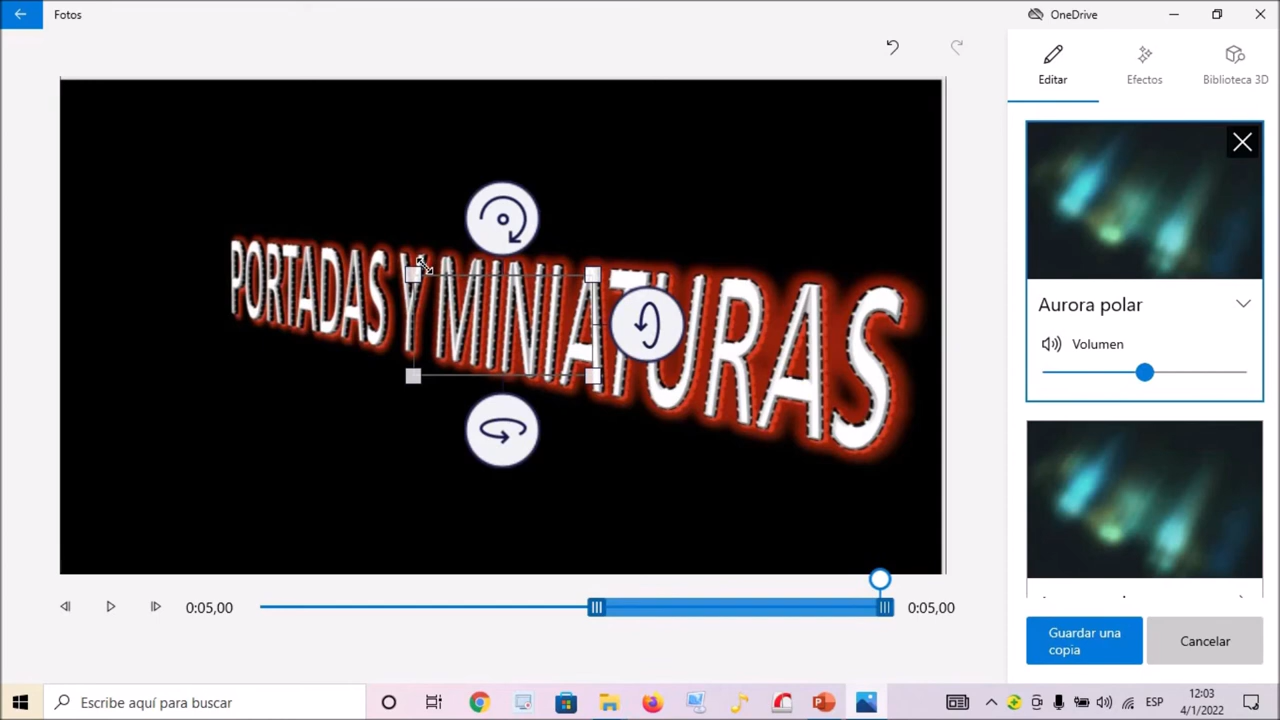 Fotos
OneDrive
Editar
Efectos
Biblioteca 3D
PORTADAS Y MINIATURAS
Aurora polar
Volumen
0:05,00
0:05,00
Guardar una
copia
Cancelar
Escribe aquí para buscar
ESP
12:03
4/1/2022